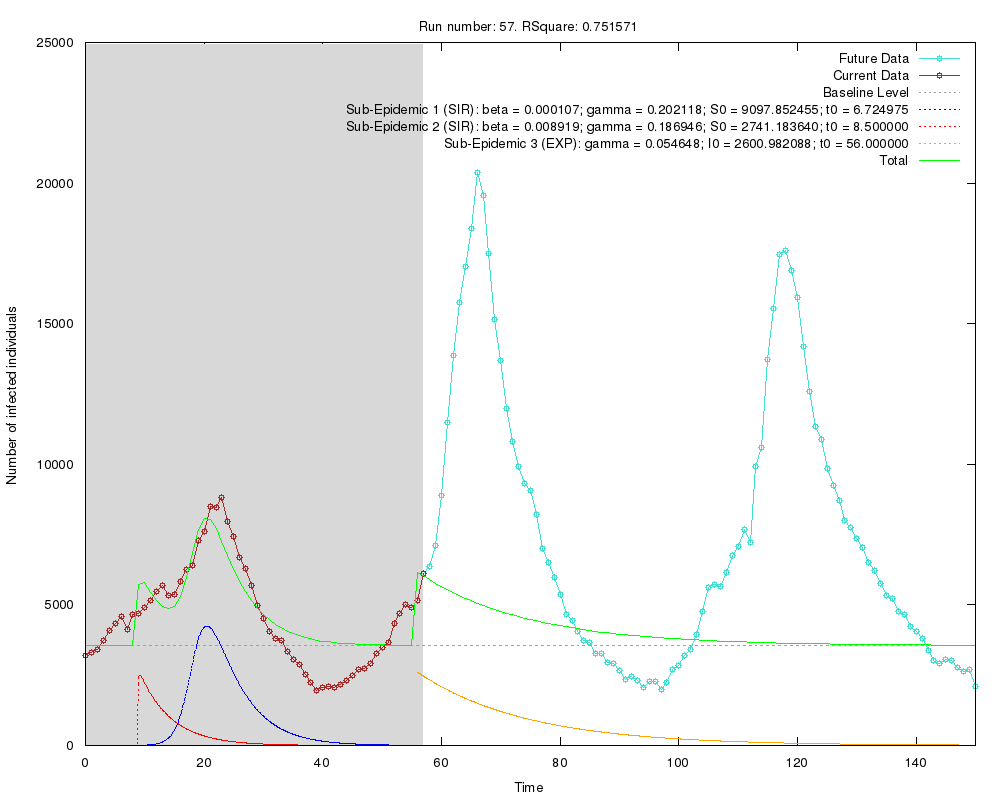 Run number: 57. RSquare: 0.751571
25000
20000
15000
10000
5000
0
Number of infected individuals
Future Data
Current Data
Baseline Level
Sub-Epidemic 1 (SIR): beta = 0.000107; gamma = 0.202118; S0 = 9097.852455; t0 = 6.724975
Sub-Epidemic 2 (SIR): beta = 0.008919; gamma = 0.186946; S0 = 2741.183640; t0 = 8.500000
Sub-Epidemic 3 (EXP): gamma = 0.054648; I0 = 2600.982088; t0 = 56.000000
Total
0 20 40 60 80 100 120 140
Time